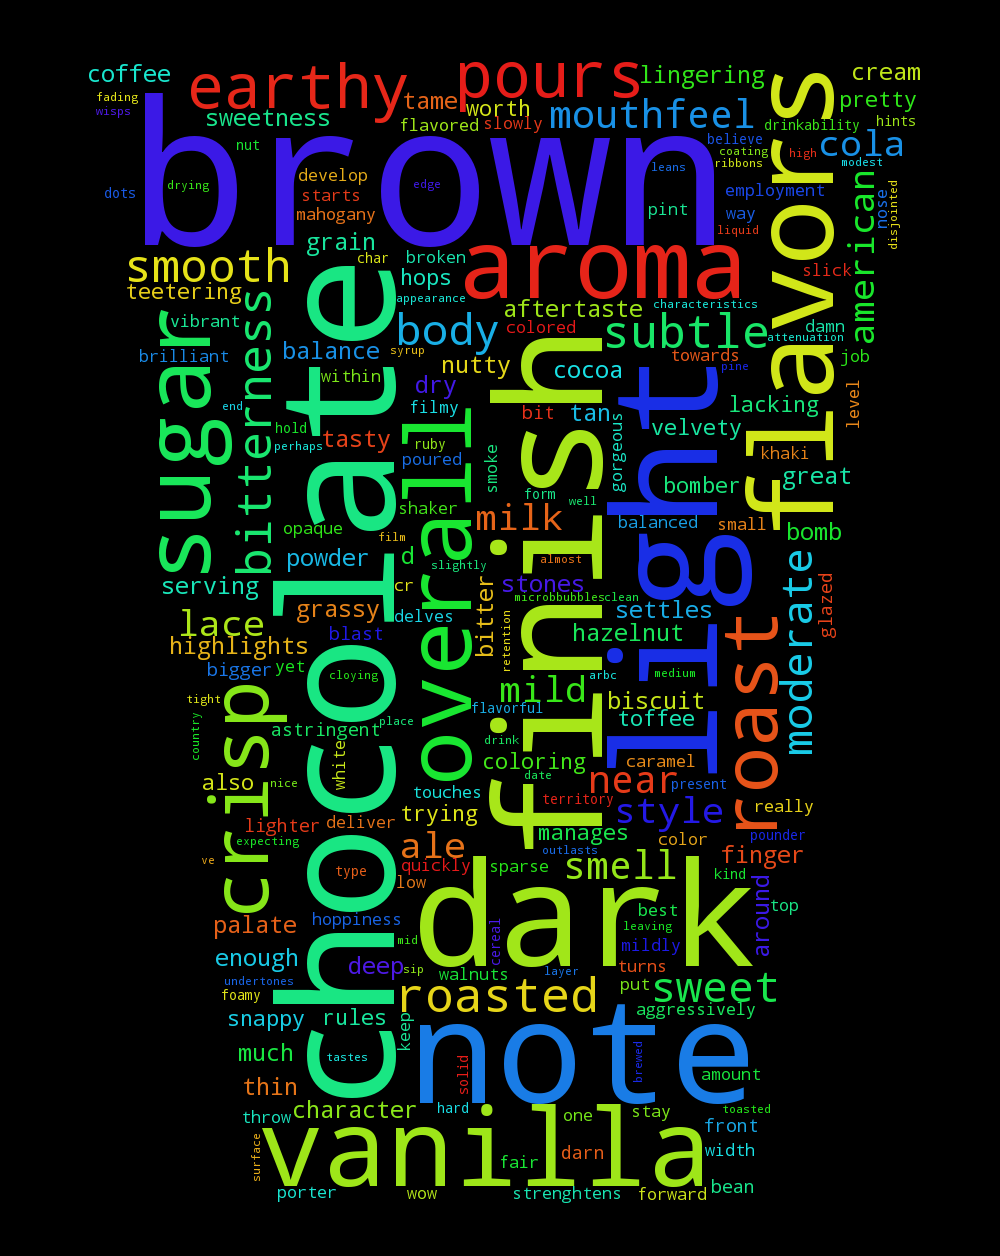 coffee
earthy
pours
lingering
cream
fading
wisps
sweetness
tame
worth
flavored
slowly
mouthfeel
pretty
hints
drinkability
cola
nut
brown
believe
coating
ribbons
high
modest
dots
drying
develop
starts
mahogany
edge
leans
employment
pint
way
liquid
flavors
american
nose
disjointed
smooth
grain
char
broken
hops
aroma
slick
teetering
appearance
aftertaste
characteristics
vibrant
bitterness
chocolate
body
colored
subtle
damn
attenuation
brilliant
balance
syrup
nutty
finish
cocoa
towards
pine
job
sugar
within
dry
filmy
bit
tan
light
lacking
level
end
hold
perhaps
tasty
ruby
poured
overall
smoke
gorgeous
velvety
khaki
great
form
well
bomber
opaque
shaker
milk
balanced
small
bomb
film
powder
d
slightly
almost
serving
cr
stones
microbbubblesclean
moderate
glazed
grassy
delves
bitter
retention
settles
lace
blast
hazelnut
roast
highlights
bigger
yet
cloying
arbc
medium
tight
mild
biscuit
crisp
country
place
flavorful
toffee
astringent
drink
white
coloring
caramel
also
nice
date
near
present
touches
territory
lighter
deliver
trying
style
really
expecting
manages
color
pounder
ve
ale
outlasts
finger
type
quickly
sparse
smell
kind
low
dark
palate
hoppiness
best
top
leaving
around
mid
cereal
mildly
enough
deep
sip
walnuts
layer
turns
undertones
foamy
put
sweet
snappy
rules
keep
roasted
aggressively
much
tastes
note
brewed
thin
solid
amount
throw
character
hard
one
stay
toasted
front
surface
vanilla
fair
darn
width
porter
wow
strenghtens
forward
bean